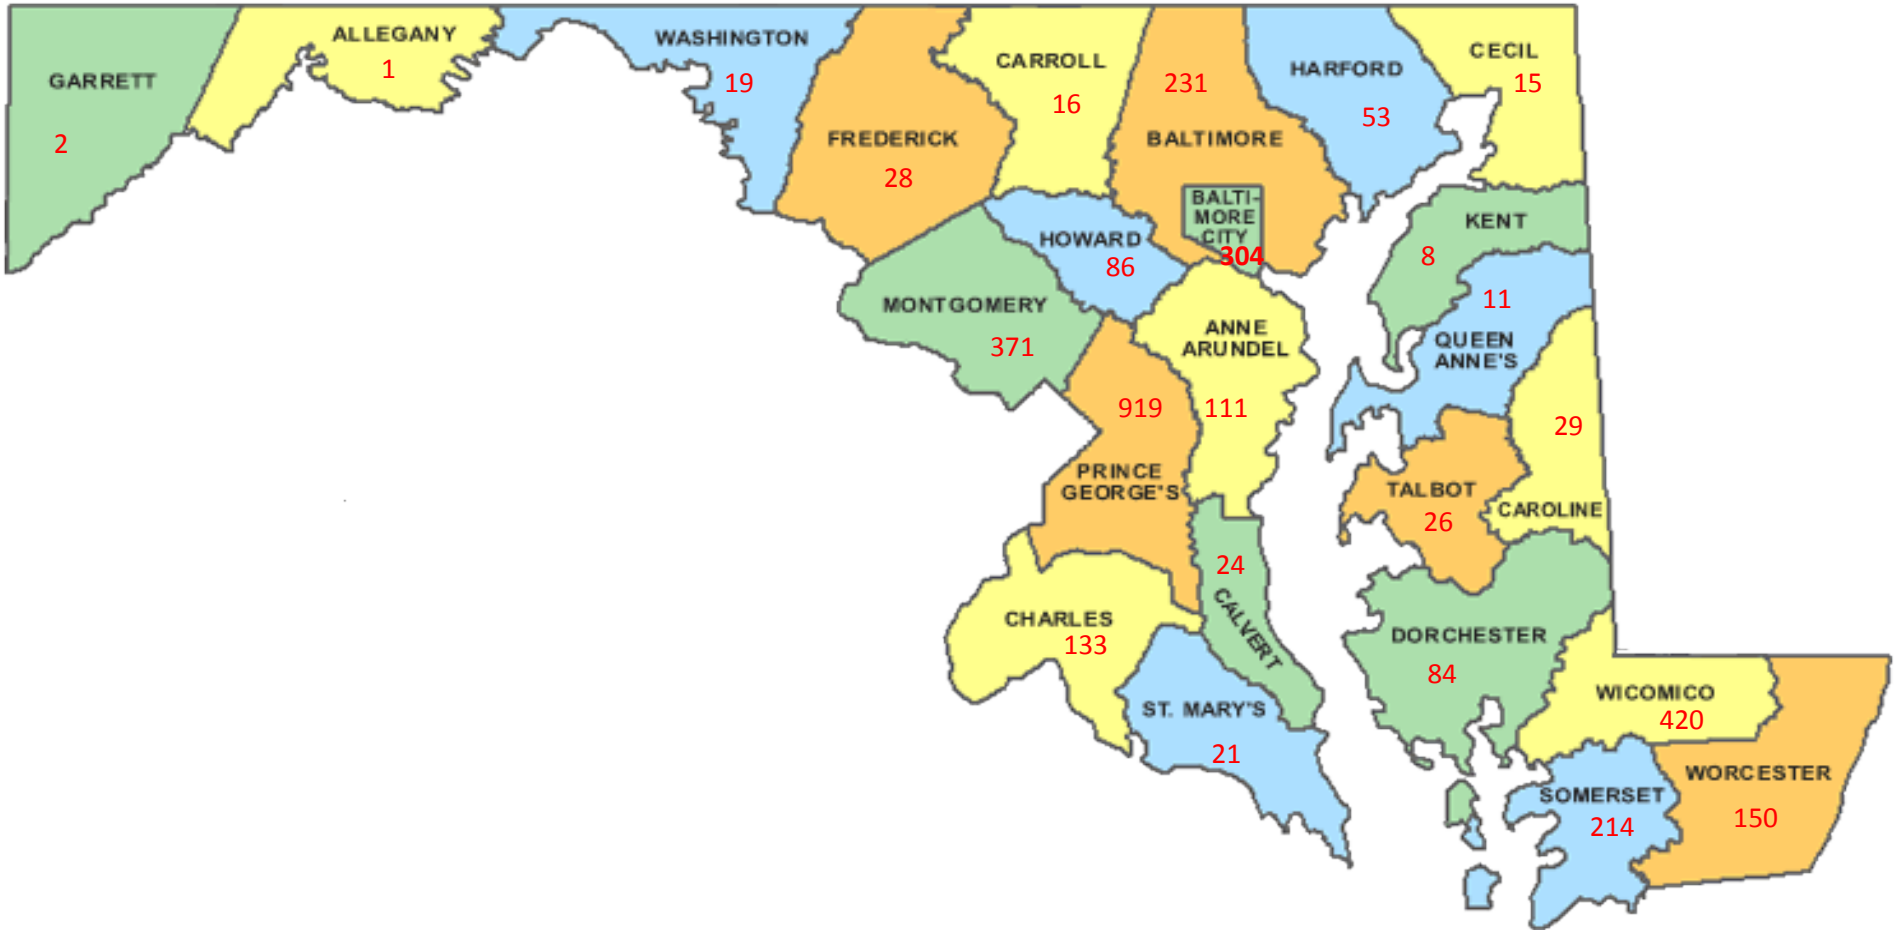 GARRETT
2
ALLEGANY
1
WASHINGTON
19
FREDERICK
28
CARROLL
16
231
BALTIMORE
BALTI-
MORE
CITY
304
HARFORD
53
CECIL
15
KENT
8
HOWARD
86
MONTGOMERY
371
ANNE
ARUNDEL
111
11
QUEEN
ANNE'S
919
PRINCE
GEORGE'S
29
CAROLINE
TALBOT
26
24
CALVERT
CHARLES
133
ST. MARY'S
21
DORCHESTER
84
WICOMICO
420
SOMERSET
214
WORCESTER
150